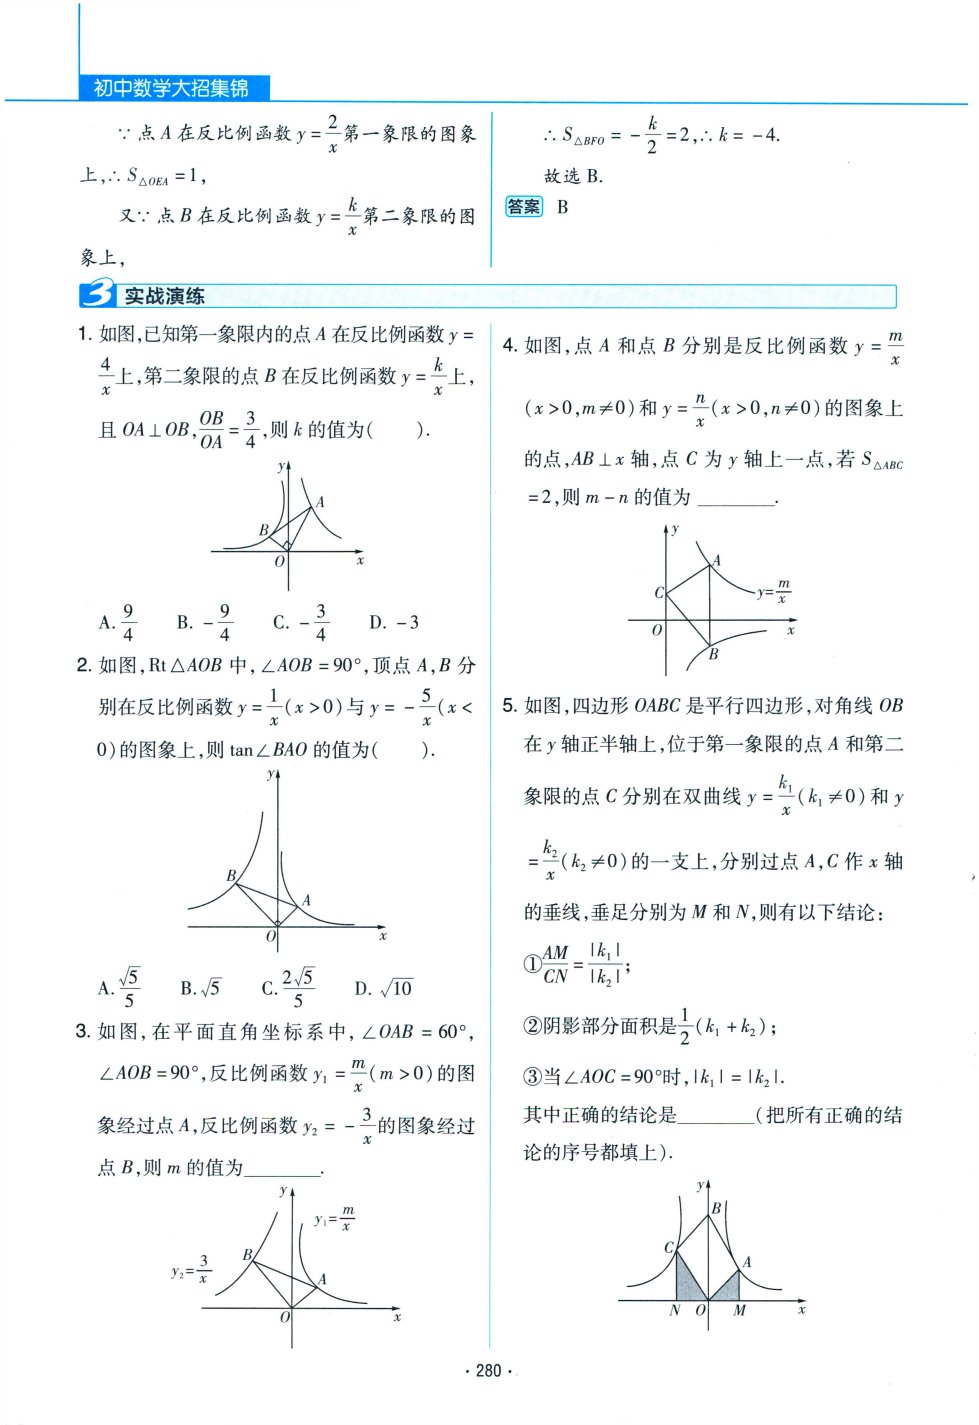 初中数学大招集锦
∵点A在反比例函数y=2/x第一象限的图象
上,∴S△OEA=1,
又∵点B在反比例函数y=k/x第二象限的图
象上,
∴S△BFO=-k/2=2,∴k=-4.
故选B.
答案 B
3 实战演练
1. 如图,已知第一象限内的点A在反比例函数y=
4/x上,第二象限的点B在反比例函数y=k/x上,
且OA⊥OB,OB/OA=3/4,则k的值为( ).
y
A
B
O
x
A. 9/4 B. -9/4 C. -3/4 D. -3
2. 如图,Rt△AOB中,∠AOB=90°,顶点A,B分
别在反比例函数y=1/x(x>0)与y=-5/x(x<
0)的图象上,则tan∠BAO的值为( ).
y
B
A
O
x
A. √5/5 B. √5 C. 2√5/5 D. √10
3. 如图,在平面直角坐标系中,∠OAB=60°,
∠AOB=90°,反比例函数y₁=m/x(m>0)的图
象经过点A,反比例函数y₂=-3/x的图象经过
点B,则m的值为________.
y
y₁=m/x
B
y₂=3/x
A
O
x
4. 如图,点A和点B分别是反比例函数y=m/x
(x>0,m≠0)和y=n/x(x>0,n≠0)的图象上
的点,AB⊥x轴,点C为y轴上一点,若S△ABC
=2,则m-n的值为________.
y
A
C
y=m/x
O
x
B
5. 如图,四边形OABC是平行四边形,对角线OB
在y轴正半轴上,位于第一象限的点A和第二
象限的点C分别在双曲线y=k₁/x(k₁≠0)和y
=k₂/x(k₂≠0)的一支上,分别过点A,C作x轴
的垂线,垂足分别为M和N,则有以下结论:
①AM/CN=|k₁|/|k₂|;
②阴影部分面积是1/2(k₁+k₂);
③当∠AOC=90°时,|k₁|=|k₂|.
其中正确的结论是________(把所有正确的结
论的序号都填上).
y
B
C
A
N O M x
·280·